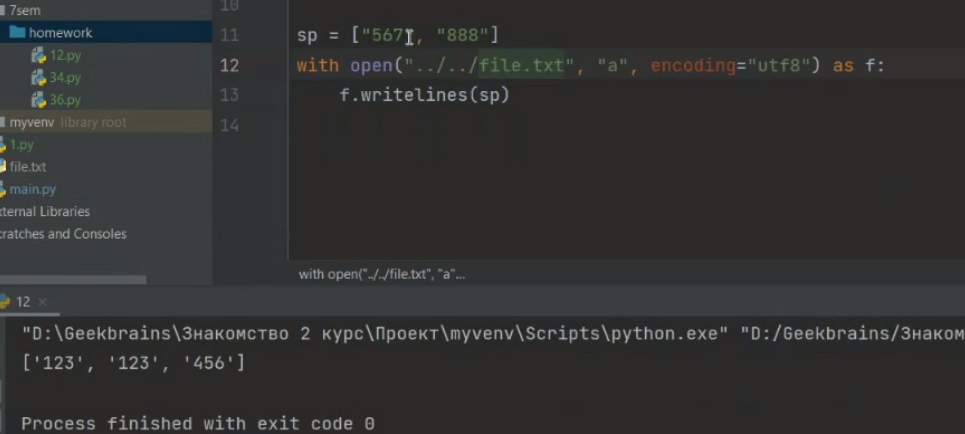 7sem
homework
12.py
34.py
36.py
myvenv library root
1.py
file.txt
main.py
xternal Libraries
cratches and Consoles
10
11 sp = ["567", "888"]
12 with open("../../file.txt", "a", encoding="utf8") as f:
13 f.writelines(sp)
14
with open("../../file.txt", "a"...
12
"D:\Geekbrains\Знакомство 2 курс\Проект\myvenv\Scripts\python.exe" "D:/Geekbrains/Знаком
['123', '123', '456']
Process finished with exit code 0